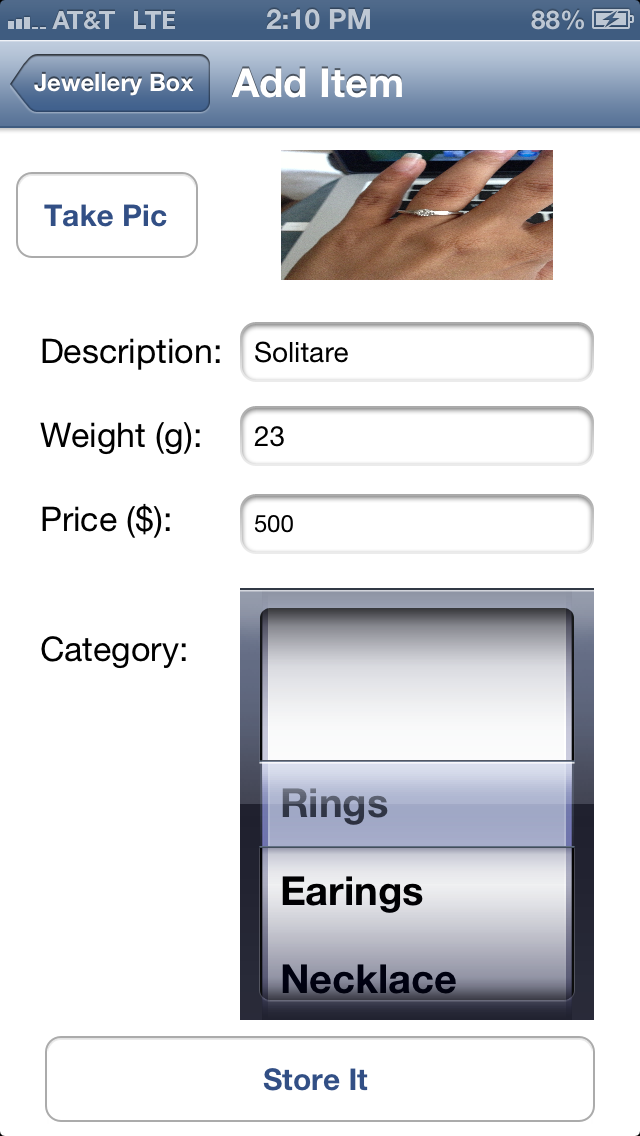 AT&T LTE 2:10 PM 88%
Jewellery Box Add Item
Take Pic
Description: Solitare
Weight (g): 23
Price ($): 500
Category:
Rings
Earings
Necklace
Store It